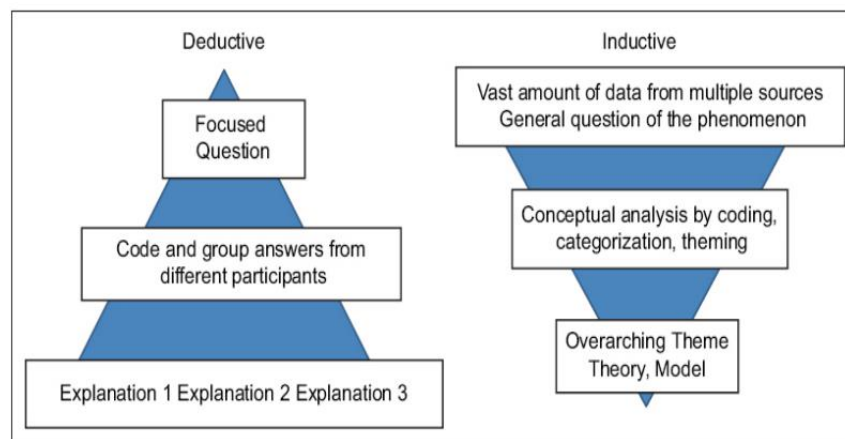 Deductive
Focused
Question
Code and group answers from
different participants
Explanation 1 Explanation 2 Explanation 3
Inductive
Vast amount of data from multiple sources
General question of the phenomenon
Conceptual analysis by coding,
categorization, theming
Overarching Theme
Theory, Model